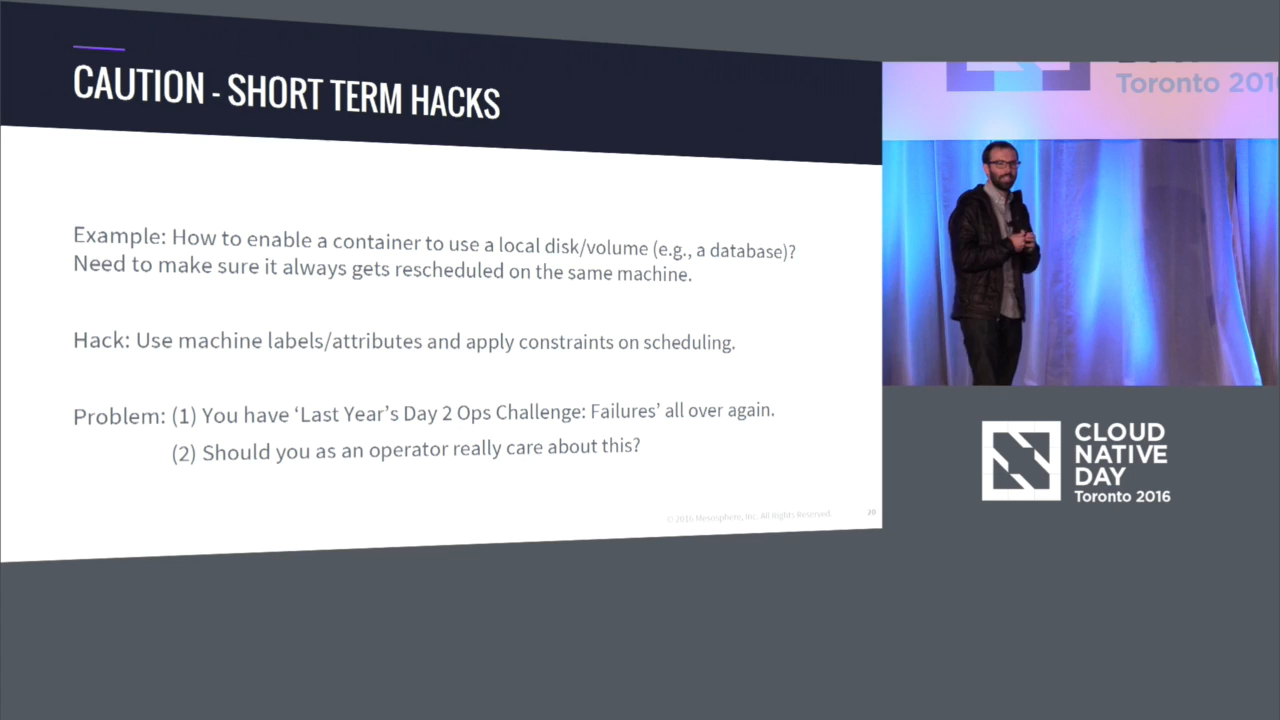 CAUTION - SHORT TERM HACKS
Example: How to enable a container to use a local disk/volume (e.g., a database)?
Need to make sure it always gets rescheduled on the same machine.
Hack: Use machine labels/attributes and apply constraints on scheduling.
Problem: (1) You have ‘Last Year’s Day 2 Ops Challenge: Failures’ all over again.
(2) Should you as an operator really care about this?
© 2016 Mesosphere, Inc. All Rights Reserved.
20
Toronto 201
CLOUD
NATIVE
DAY
Toronto 2016